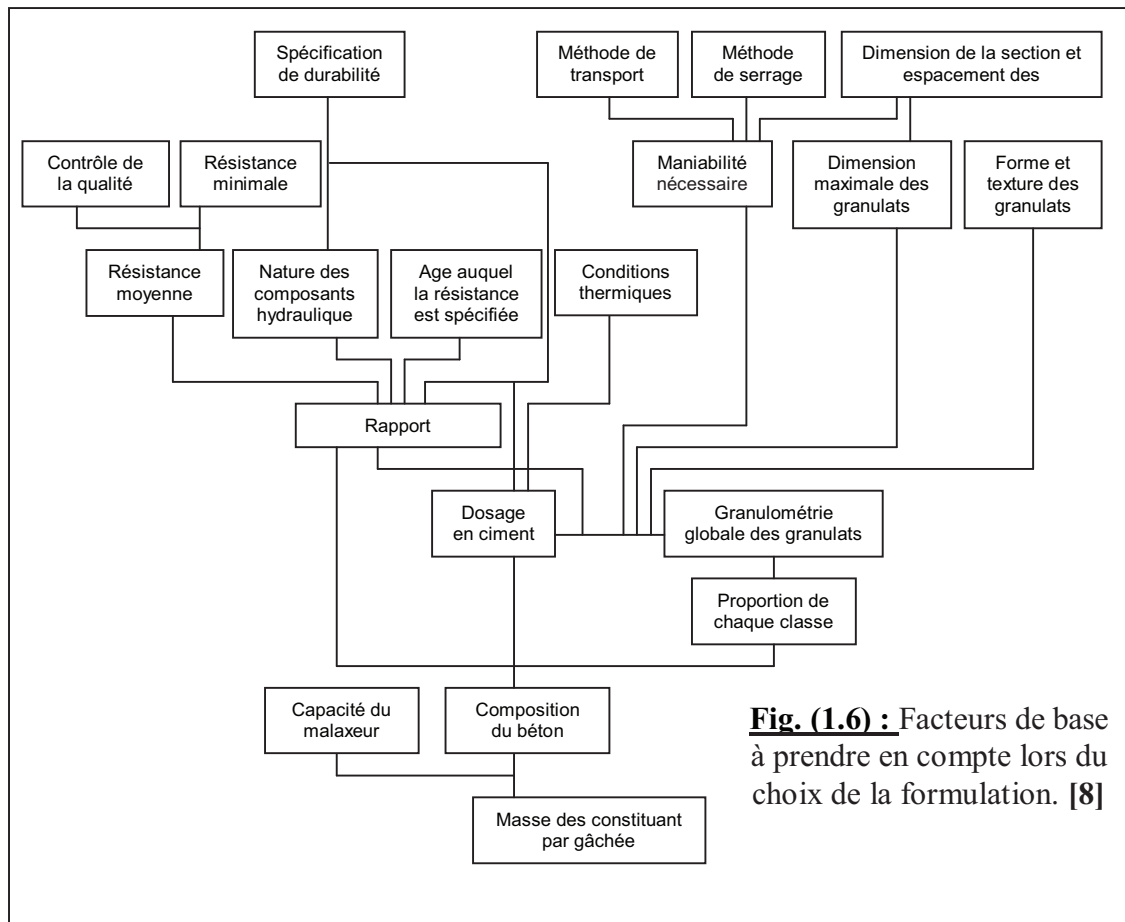 Spécification
de durabilité
Méthode de
transport
Méthode
de serrage
Dimension de la section et
espacement des
Contrôle de
la qualité
Résistance
minimale
Maniabilité
nécessaire
Dimension
maximale des
granulats
Forme et
texture des
granulats
Résistance
moyenne
Nature des
composants
hydraulique
Age auquel
la résistance
est spécifiée
Conditions
thermiques
Rapport
Dosage
en ciment
Granulométrie
globale des granulats
Proportion de
chaque classe
Capacité du
malaxeur
Composition
du béton
Masse des constituant
par gâchée
Fig. (1.6) : Facteurs de base
à prendre en compte lors du
choix de la formulation. [8]